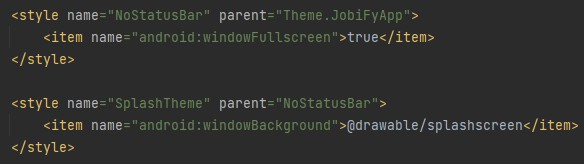 <style name="NoStatusBar" parent="Theme.JobiFyApp">
    <item name="android:windowFullscreen">true</item>
</style>

<style name="SplashTheme" parent="NoStatusBar">
    <item name="android:windowBackground">@drawable/splashscreen</item>
</style>